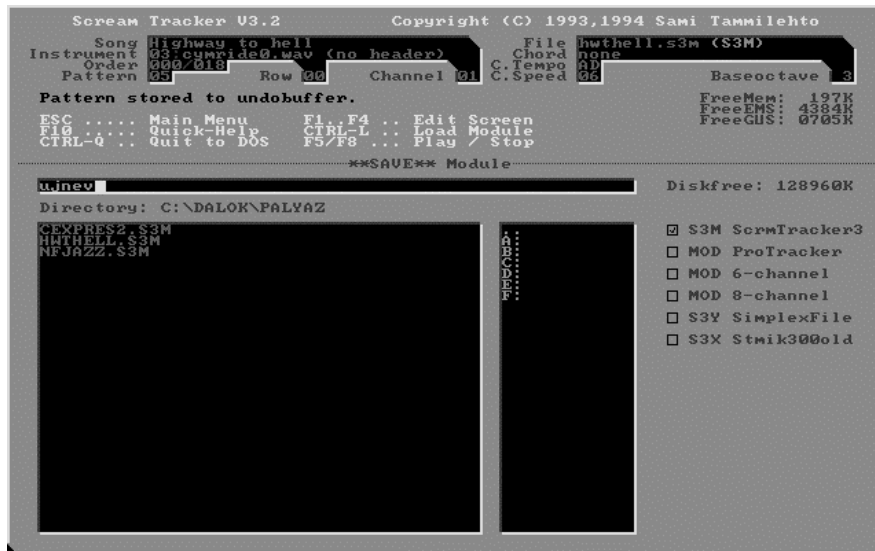 Scream Tracker V3.2 Copyright (C) 1993,1994 Sami Tammilehto
Song Highway to hell File hwthell.s3m (S3M)
Instrument 03:cymride0.wav (no header) Chord none
Order 000/018 C.Tempo AD
Pattern 05 Row 00 Channel 01 C.Speed 06 Baseoctave 3
Pattern stored to undobuffer.
FreeMem: 197K
FreeEMS: 4384K
FreeGUS: 0705K
ESC ..... Main Menu F1..F4 .. Edit Screen
F10 ..... Quick-Help CTRL-L .. Load Module
CTRL-Q .. Quit to DOS F5/F8 ... Play / Stop
**SAVE** Module
ujnev
Diskfree: 128960K
Directory: C:\DALOK\PALYAZ
CEXPRES2.S3M
HWTHELL.S3M
NFJAZZ.S3M
..
A:
B:
C:
D:
E:
F:
S3M ScrmTracker3
MOD ProTracker
MOD 6-channel
MOD 8-channel
S3Y SimplexFile
S3X Stmik300old